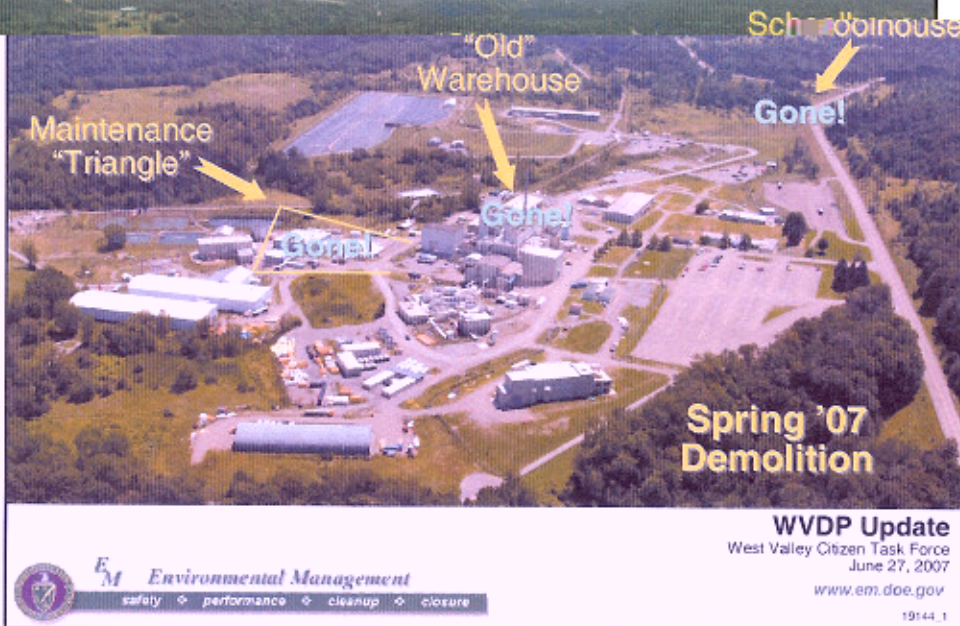 Schoolhouse
"Old"
Warehouse
Gone!
Maintenance
"Triangle"
Gone!
Gone!
Spring '07
Demolition
WVDP Update
West Valley Citizen Task Force
June 27, 2007
EM Environmental Management
safety ❖ performance ❖ cleanup ❖ closure
www.em.doe.gov
19144_1